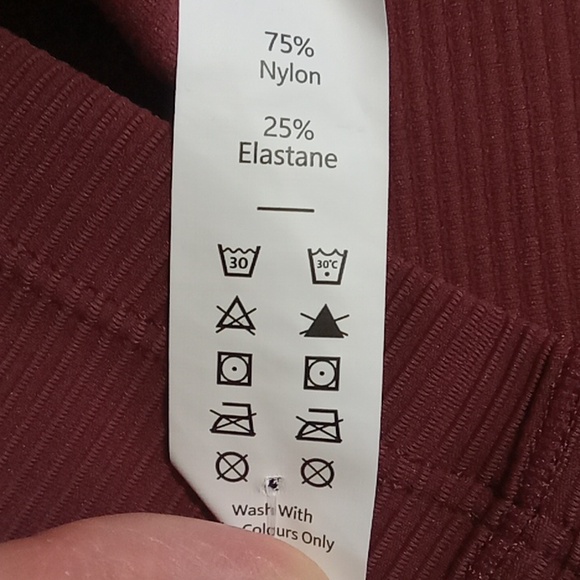 75%
Nylon
25%
Elastane
30 30°C
Wash With
Colours Only